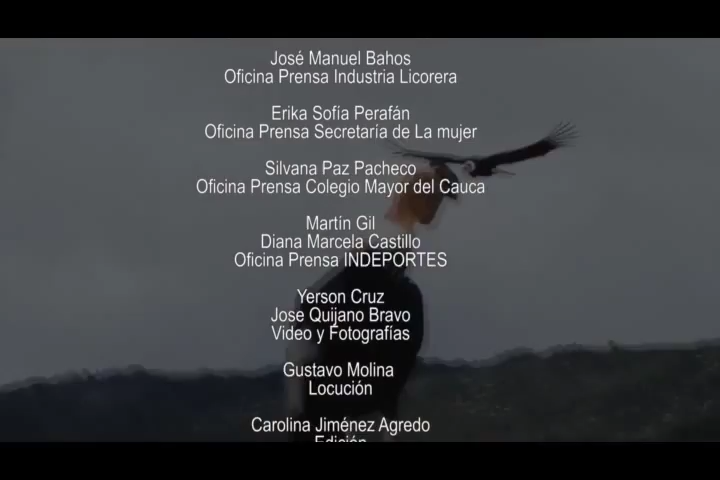 José Manuel Bahos
Oficina Prensa Industria Licorera
Erika Sofía Perafán
Oficina Prensa Secretaría de La mujer
Silvana Paz Pacheco
Oficina Prensa Colegio Mayor del Cauca
Martín Gil
Diana Marcela Castillo
Oficina Prensa INDEPORTES
Yerson Cruz
Jose Quijano Bravo
Video y Fotografías
Gustavo Molina
Locución
Carolina Jiménez Agredo
Edición